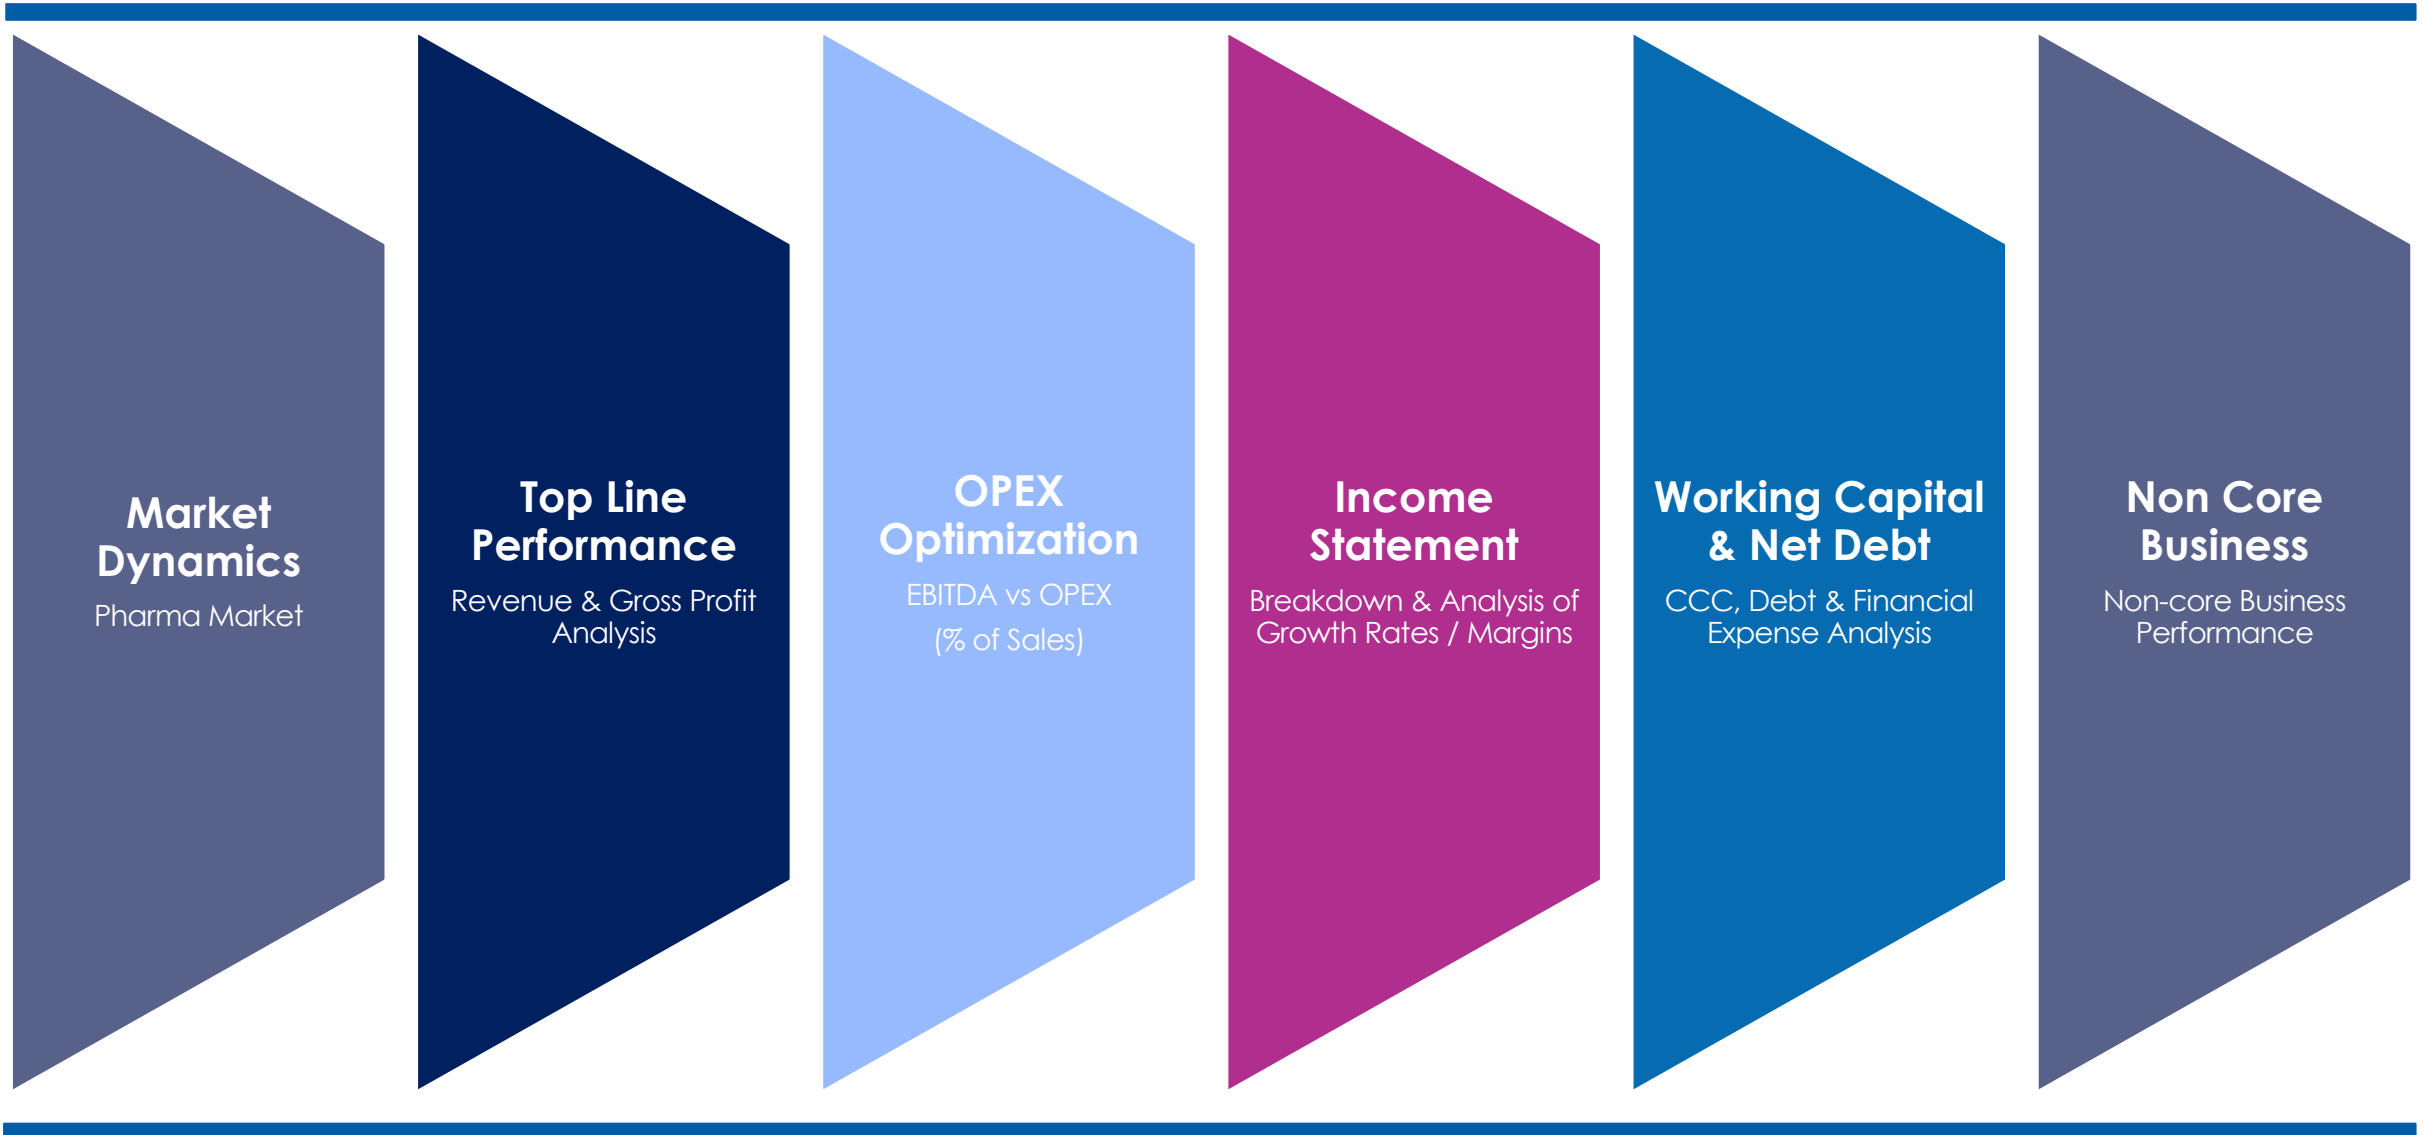 Market
Dynamics
Pharma Market
Top Line
Performance
Revenue & Gross Profit
Analysis
OPEX
Optimization
EBITDA vs OPEX
(% of Sales)
Income
Statement
Breakdown & Analysis of
Growth Rates / Margins
Working Capital
& Net Debt
CCC, Debt & Financial
Expense Analysis
Non Core
Business
Non-core Business
Performance